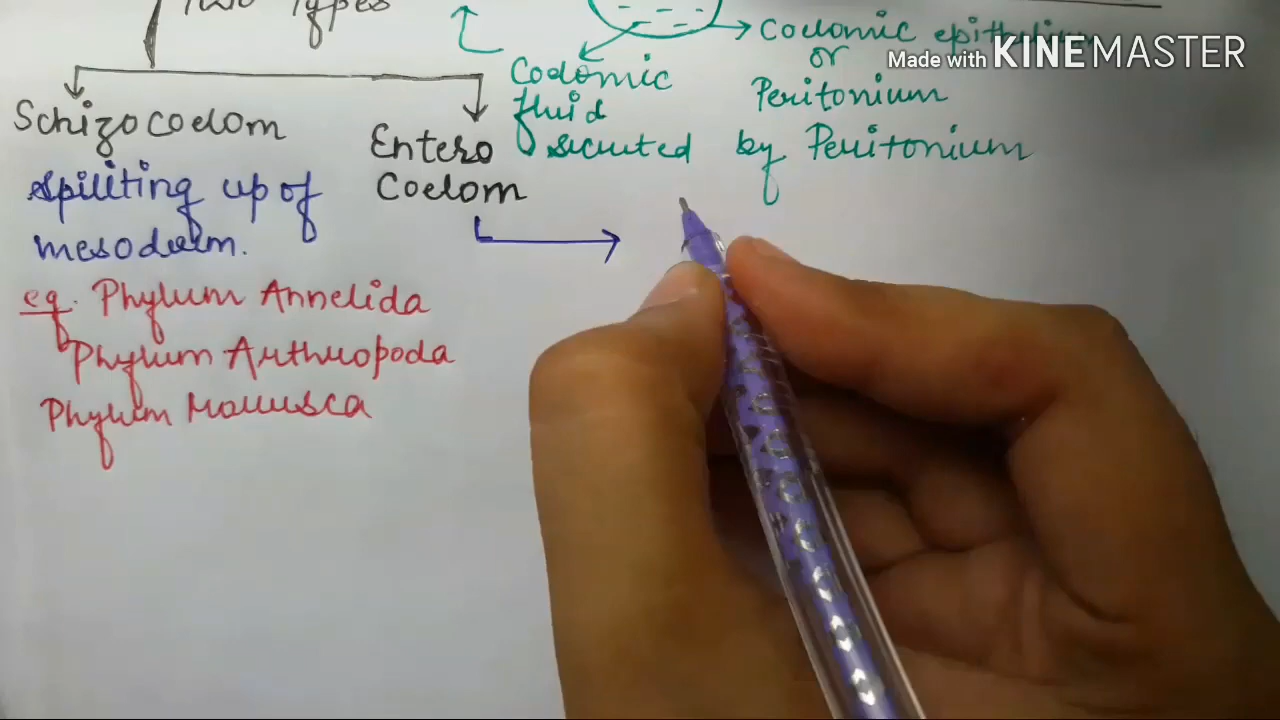 Two Types
Coelomic epithelium
or
Peritonium
Coelomic
fluid
secreted by Peritonium
Schizocoelom
Spiliting up of
mesoderm.
eg. Phylum Annelida
Phylum Arthropoda
Phylum Mollusca
Entero
Coelom
Made with KINEMASTER